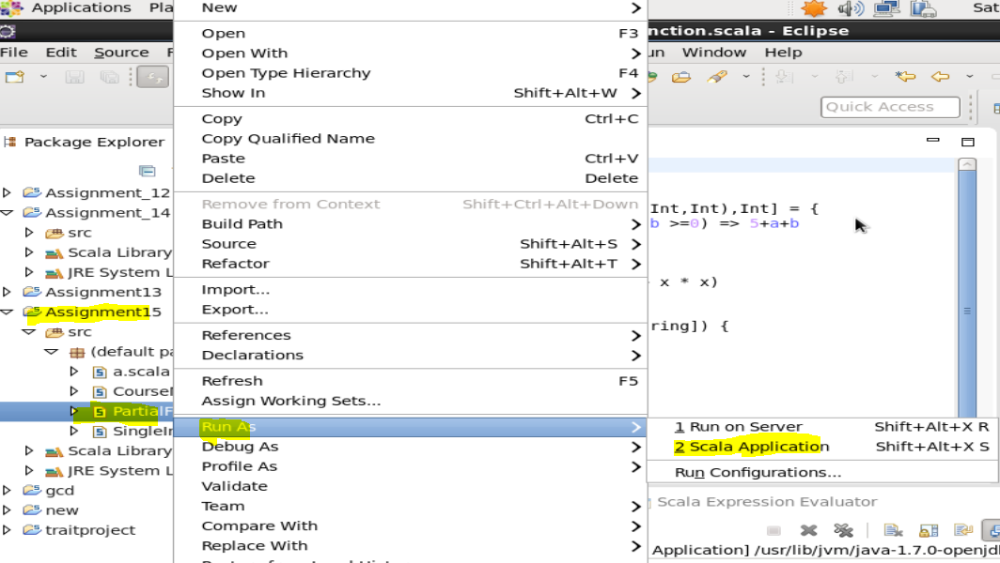 Applications Pla
Sat
nction.scala - Eclipse
File Edit Source F
un Window Help
Quick Access
Package Explorer
Assignment_12
Assignment_14
src
Scala Library
JRE System L
Assignment13
Assignment15
src
(default pa
a.scala
Coursel
PartialF
SingleIn
Scala Library
JRE System L
gcd
new
traitproject
New
Open F3
Open With
Open Type Hierarchy F4
Show In Shift+Alt+W
Copy Ctrl+C
Copy Qualified Name
Paste Ctrl+V
Delete Delete
Remove from Context Shift+Ctrl+Alt+Down
Build Path
Source Shift+Alt+S
Refactor Shift+Alt+T
Import...
Export...
References
Declarations
Refresh F5
Assign Working Sets...
Run As
Debug As
Profile As
Validate
Team
Compare With
Replace With
1 Run on Server Shift+Alt+X R
2 Scala Application Shift+Alt+X S
Run Configurations...
Int,Int),Int] = {
b >=0) => 5+a+b
x * x)
ring]) {
Scala Expression Evaluator
Application] /usr/lib/jvm/java-1.7.0-openjd